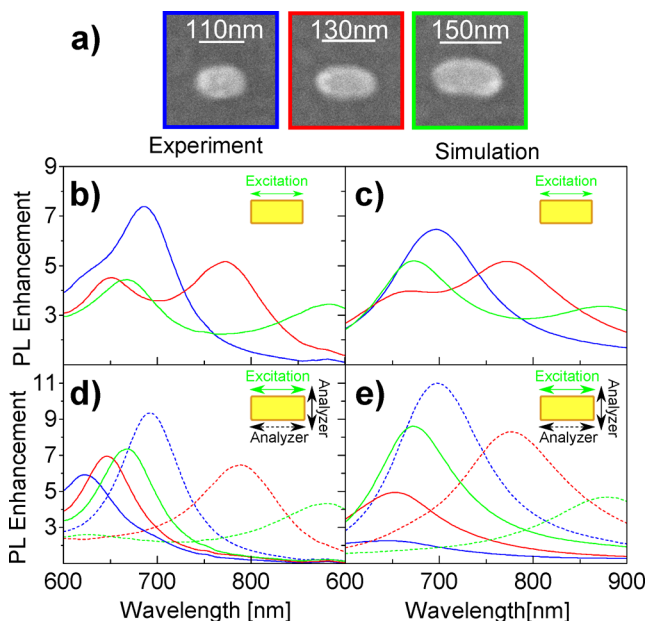 a)
110nm
130nm
150nm
Experiment
Simulation
b)
Excitation
c)
Excitation
PL Enhancement
9
7
5
3
d)
Excitation
Analyzer
Analyzer
e)
Excitation
Analyzer
Analyzer
PL Enhancement
11
9
7
5
3
600 700 800 600 700 800 900
Wavelength [nm]
Wavelength[nm]